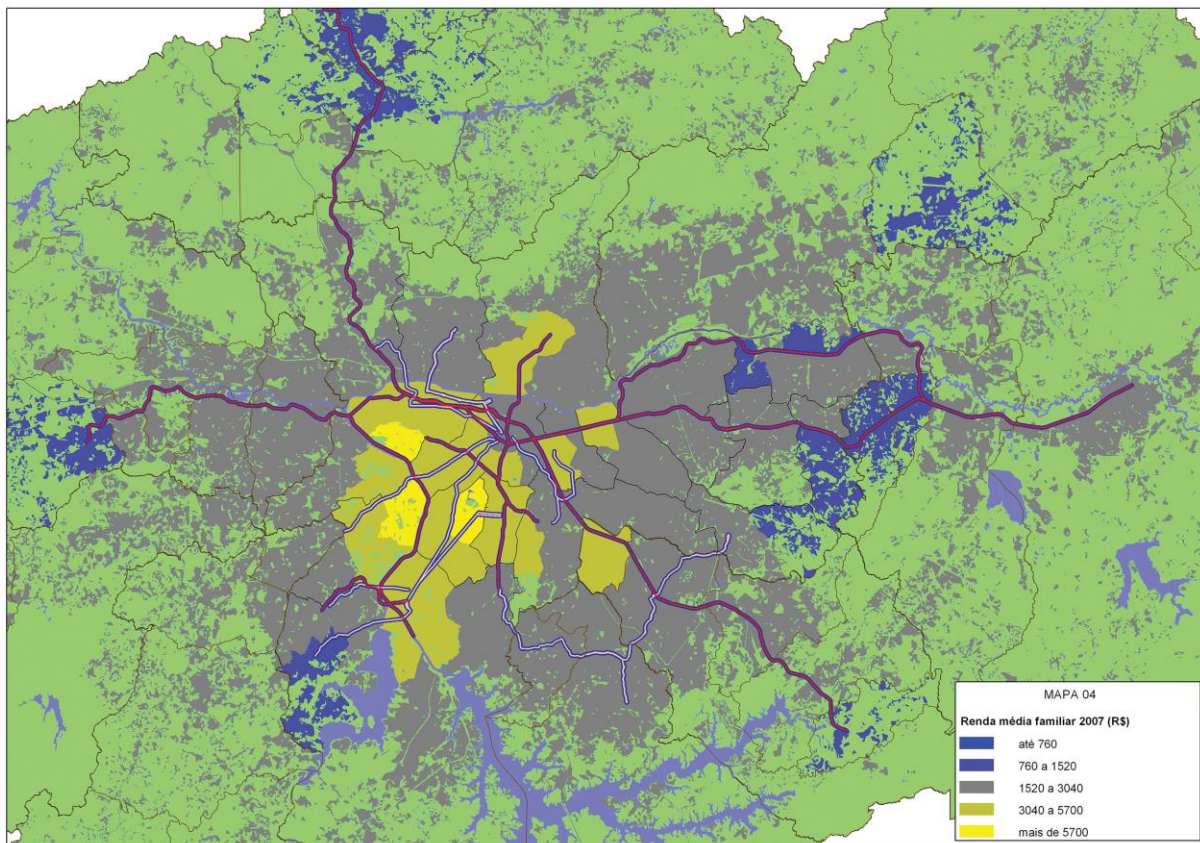 MAPA 04
Renda média familiar 2007 (R$)
até 760
760 a 1520
1520 a 3040
3040 a 5700
mais de 5700